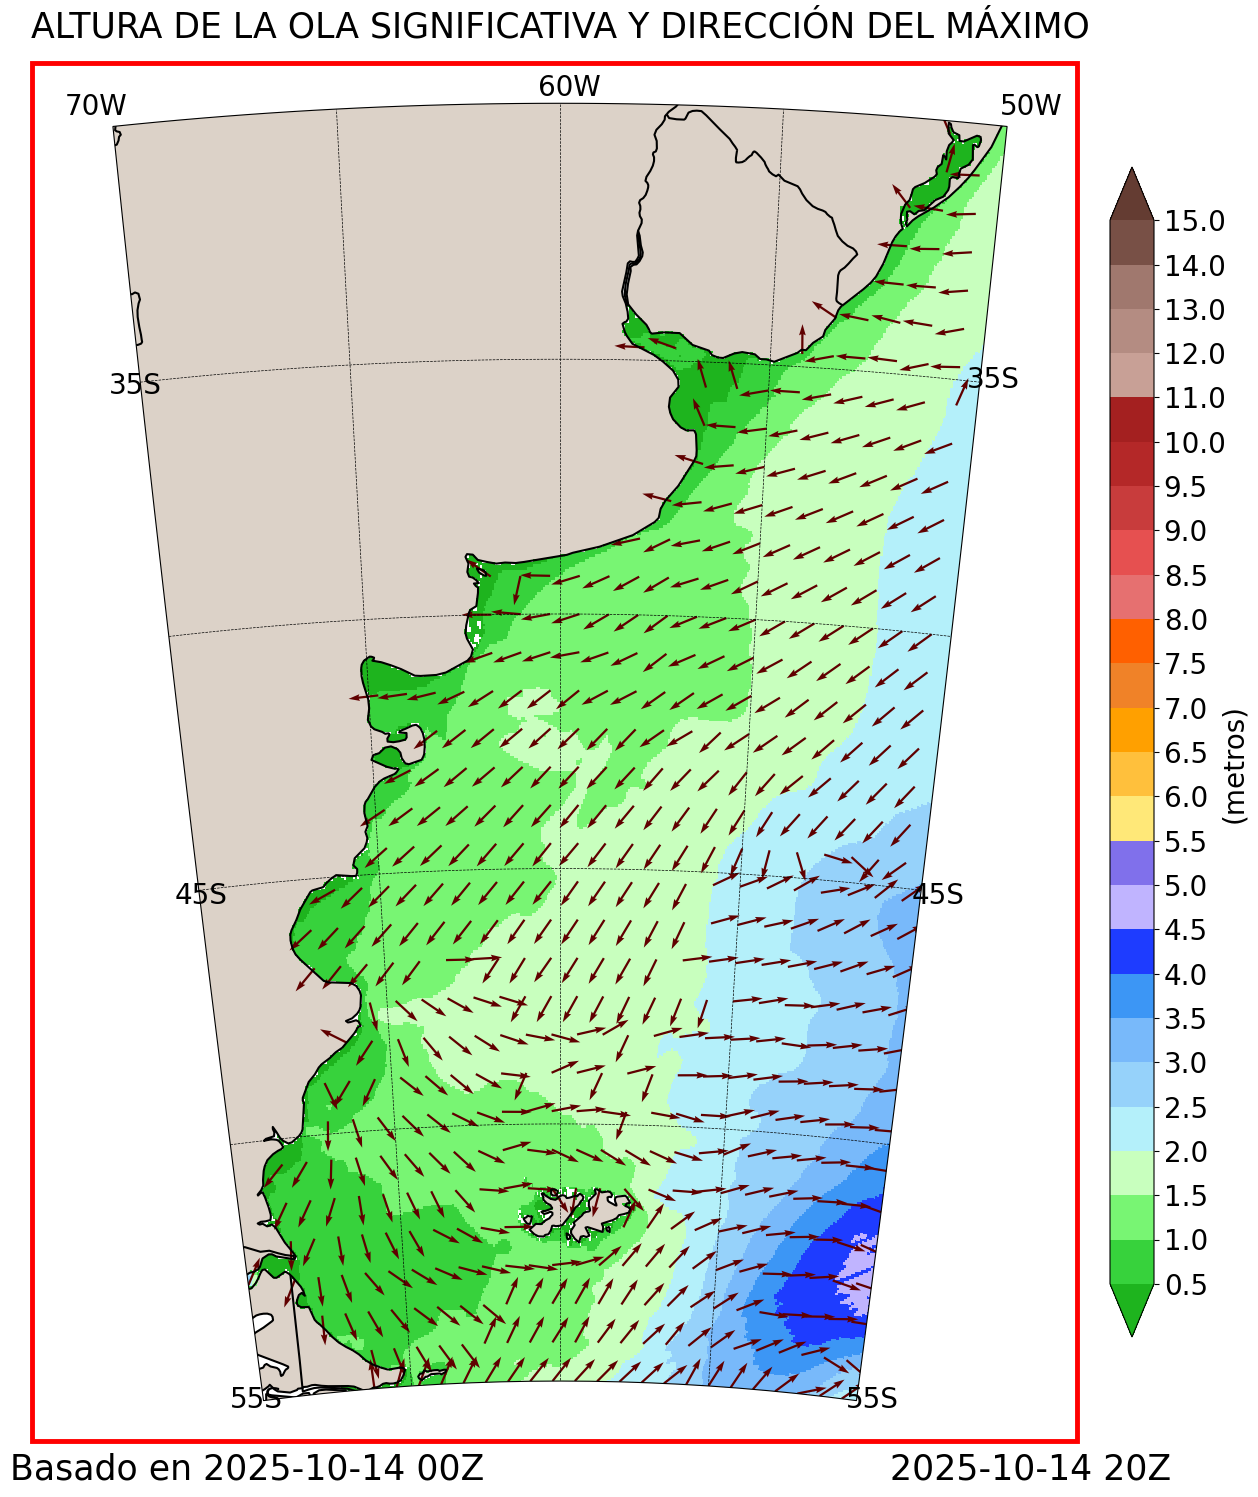 ALTURA DE LA OLA SIGNIFICATIVA Y DIRECCIÓN DEL MÁXIMO
70W
60W
50W
35S
35S
45S
45S
55S
55S
15.0
14.0
13.0
12.0
11.0
10.0
9.5
9.0
8.5
8.0
7.5
7.0
6.5
6.0
5.5
5.0
4.5
4.0
3.5
3.0
2.5
2.0
1.5
1.0
0.5
(metros)
Basado en 2025-10-14 00Z
2025-10-14 20Z